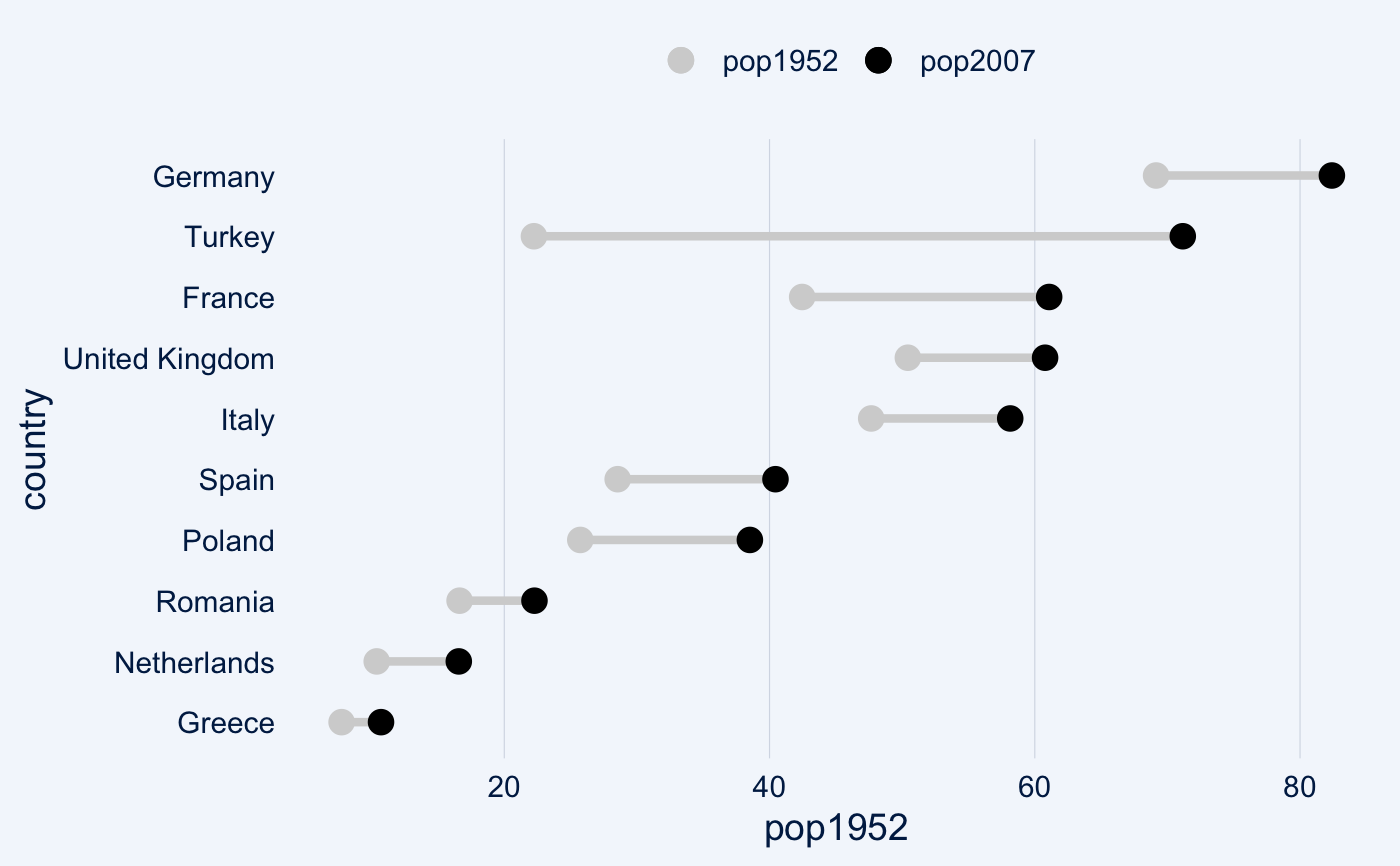 pop1952 pop2007
Germany
Turkey
France
United Kingdom
Italy
Spain
Poland
Romania
Netherlands
Greece
country
20 40 60 80
pop1952